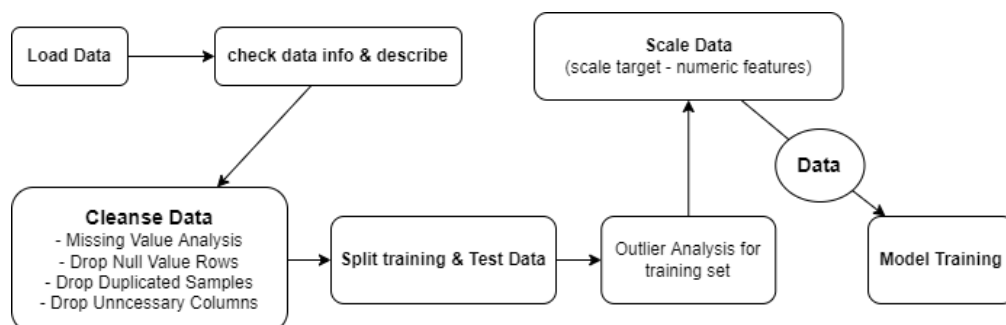 Load Data
check data info & describe
Cleanse Data
- Missing Value Analysis
- Drop Null Value Rows
- Drop Duplicated Samples
- Drop Unncessary Columns
Split training & Test Data
Outlier Analysis for
training set
Scale Data
(scale target - numeric features)
Data
Model Training